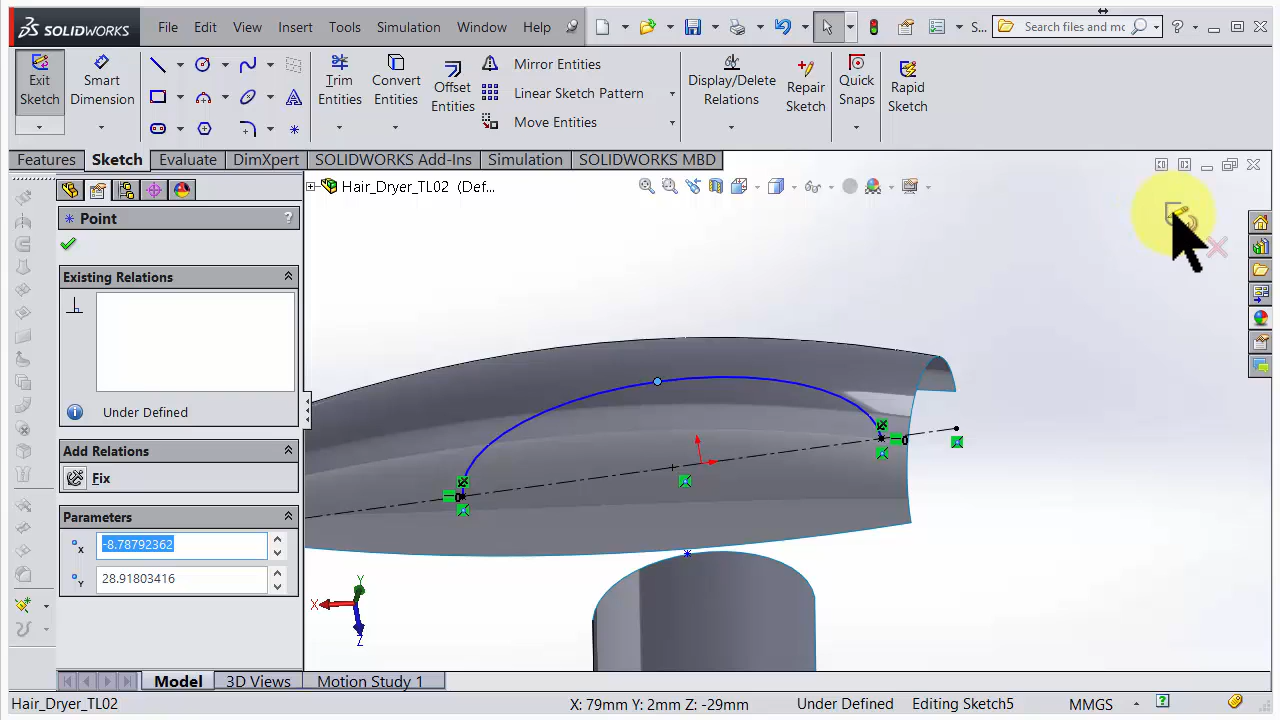 SOLIDWORKS File Edit View Insert Tools Simulation Window Help S... Search files and mo
Exit Sketch
Smart Dimension
Trim Entities
Convert Entities
Offset Entities
Mirror Entities
Linear Sketch Pattern
Move Entities
Display/Delete Relations
Repair Sketch
Quick Snaps
Rapid Sketch
Features Sketch Evaluate DimXpert SOLIDWORKS Add-Ins Simulation SOLIDWORKS MBD
Hair_Dryer_TL02 (Def...
Point ?
Existing Relations
Under Defined
Add Relations
Fix
Parameters
X -8.78792362
Y 28.91803416
Y
X
Z
Model 3D Views Motion Study 1
Hair_Dryer_TL02 X: 79mm Y: 2mm Z: -29mm Under Defined Editing Sketch5 MMGS ?